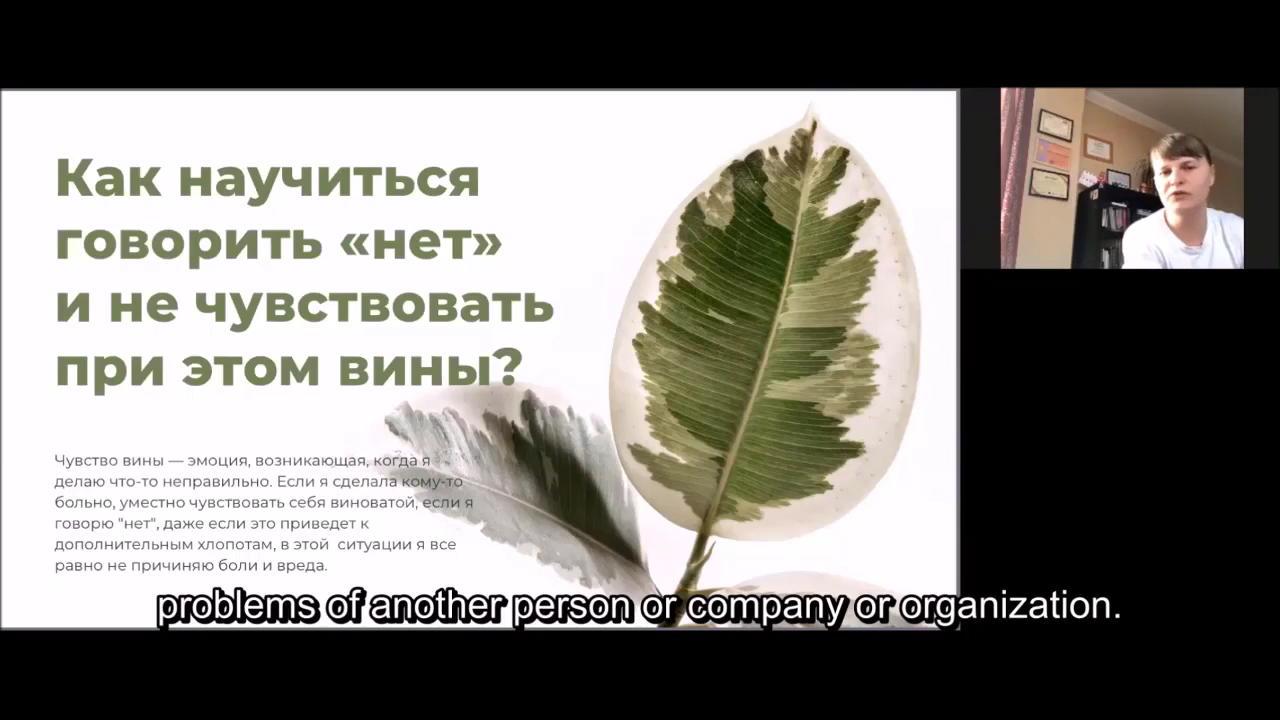 Как научиться
говорить «нет»
и не чувствовать
при этом вины?
Чувство вины — эмоция, возникающая, когда я
делаю что-то неправильно. Если я сделала кому-то
больно, уместно чувствовать себя виноватой, если я
говорю "нет", даже если это приведет к
дополнительным хлопотам, в этой ситуации я все
равно не причиняю боли и вреда.
problems of another person or company or organization.